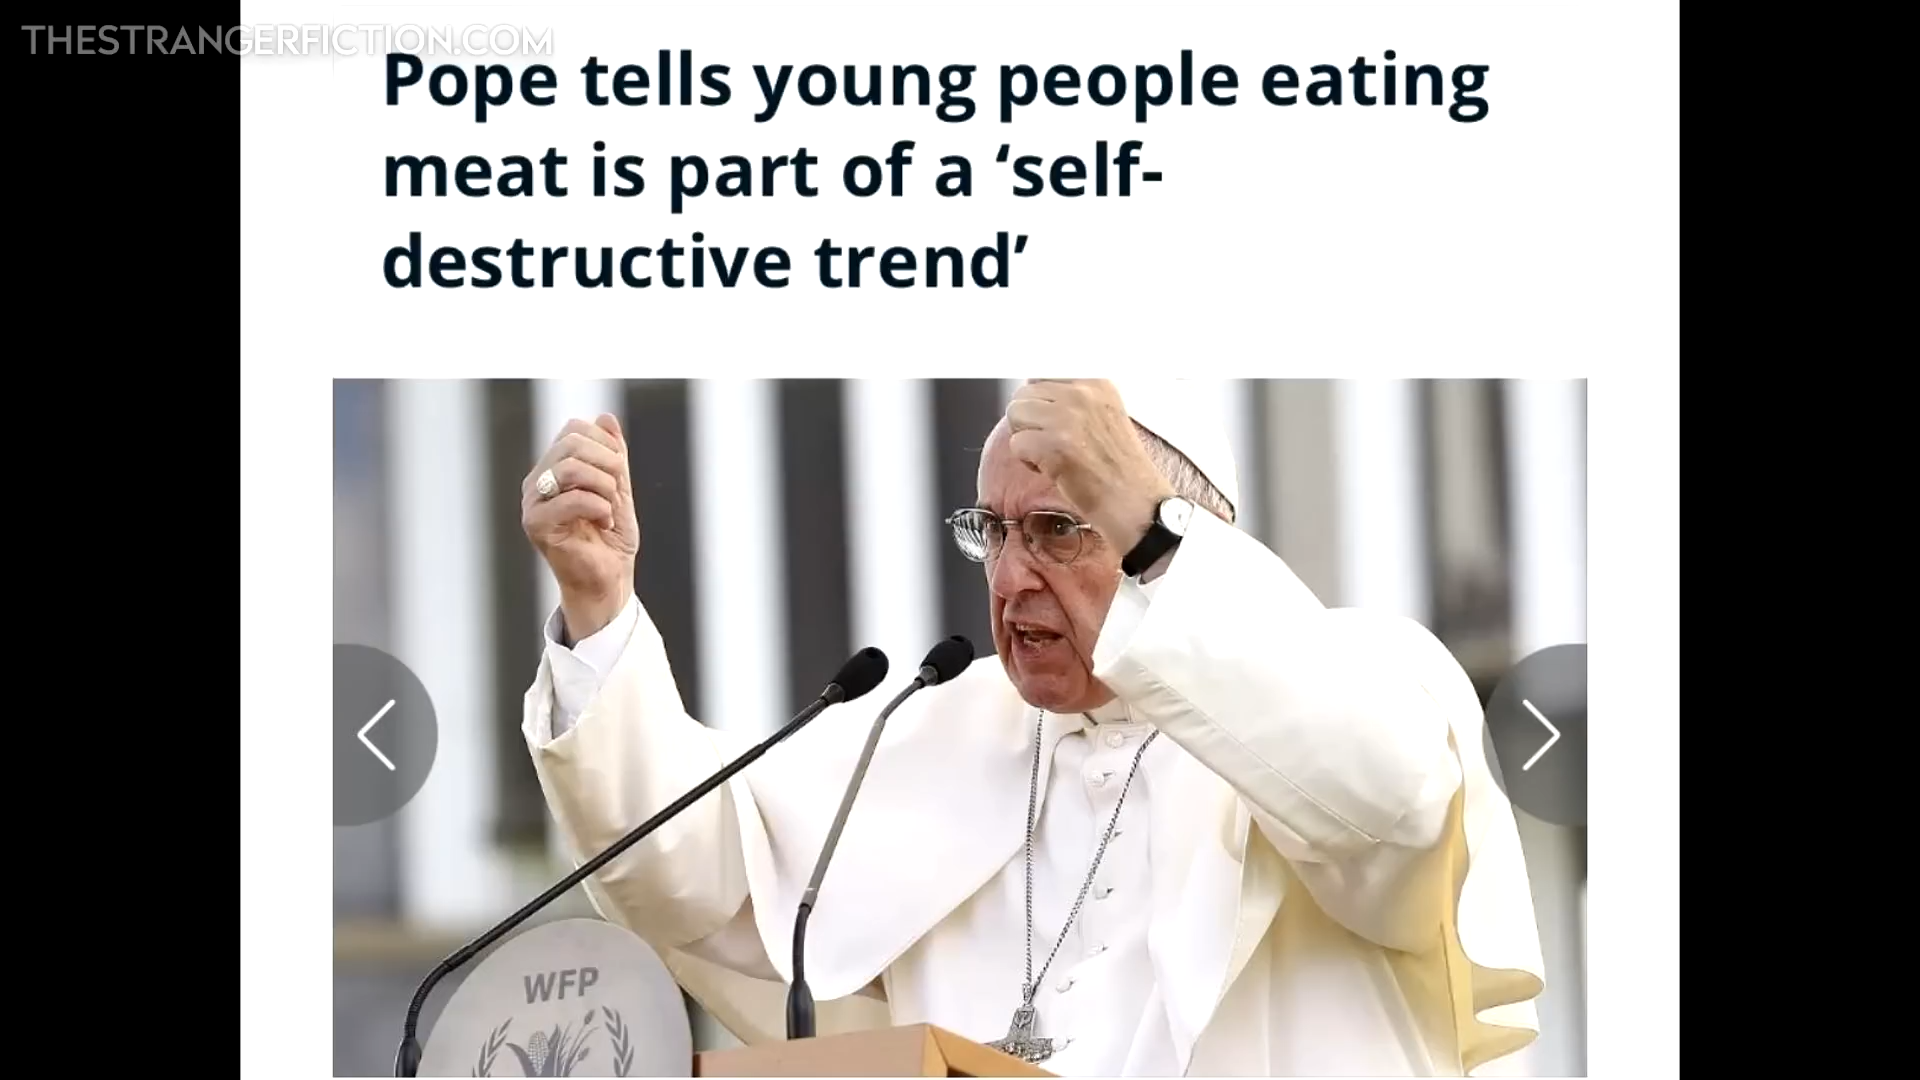 THESTRANGERFICTION.COM
Pope tells young people eating
meat is part of a ‘self-
destructive trend’
WFP